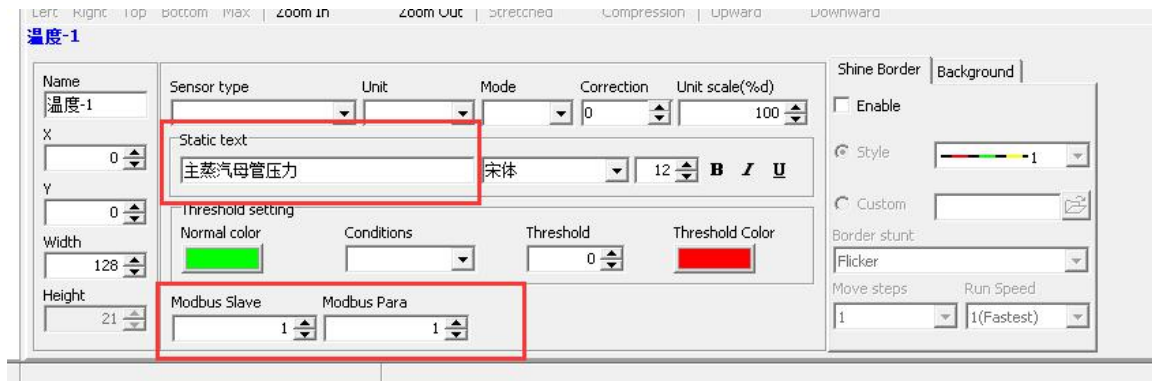 Left Right Top Bottom Max Zoom In Zoom Out Stretched Compression Upward Downward
温度-1
Name
温度-1
X
0
Y
0
Width
128
Height
21
Sensor type Unit Mode Correction Unit scale(%d)
0 100
Static text
主蒸汽母管压力 宋体 12 B I U
Threshold setting
Normal color Conditions Threshold Threshold Color
0
Modbus Slave Modbus Para
1 1
Shine Border Background
Enable
Style 1
Custom
Border stunt
Flicker
Move steps Run Speed
1 1(Fastest)